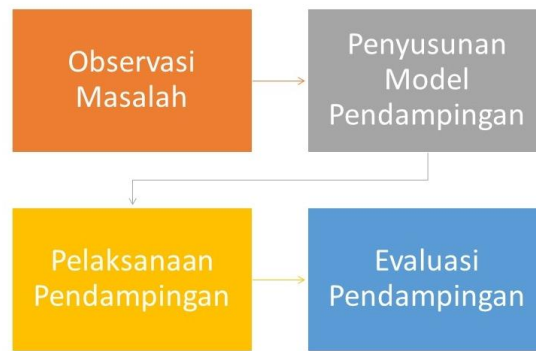 Observasi
Masalah
Penyusunan
Model
Pendampingan
Pelaksanaan
Pendampingan
Evaluasi
Pendampingan